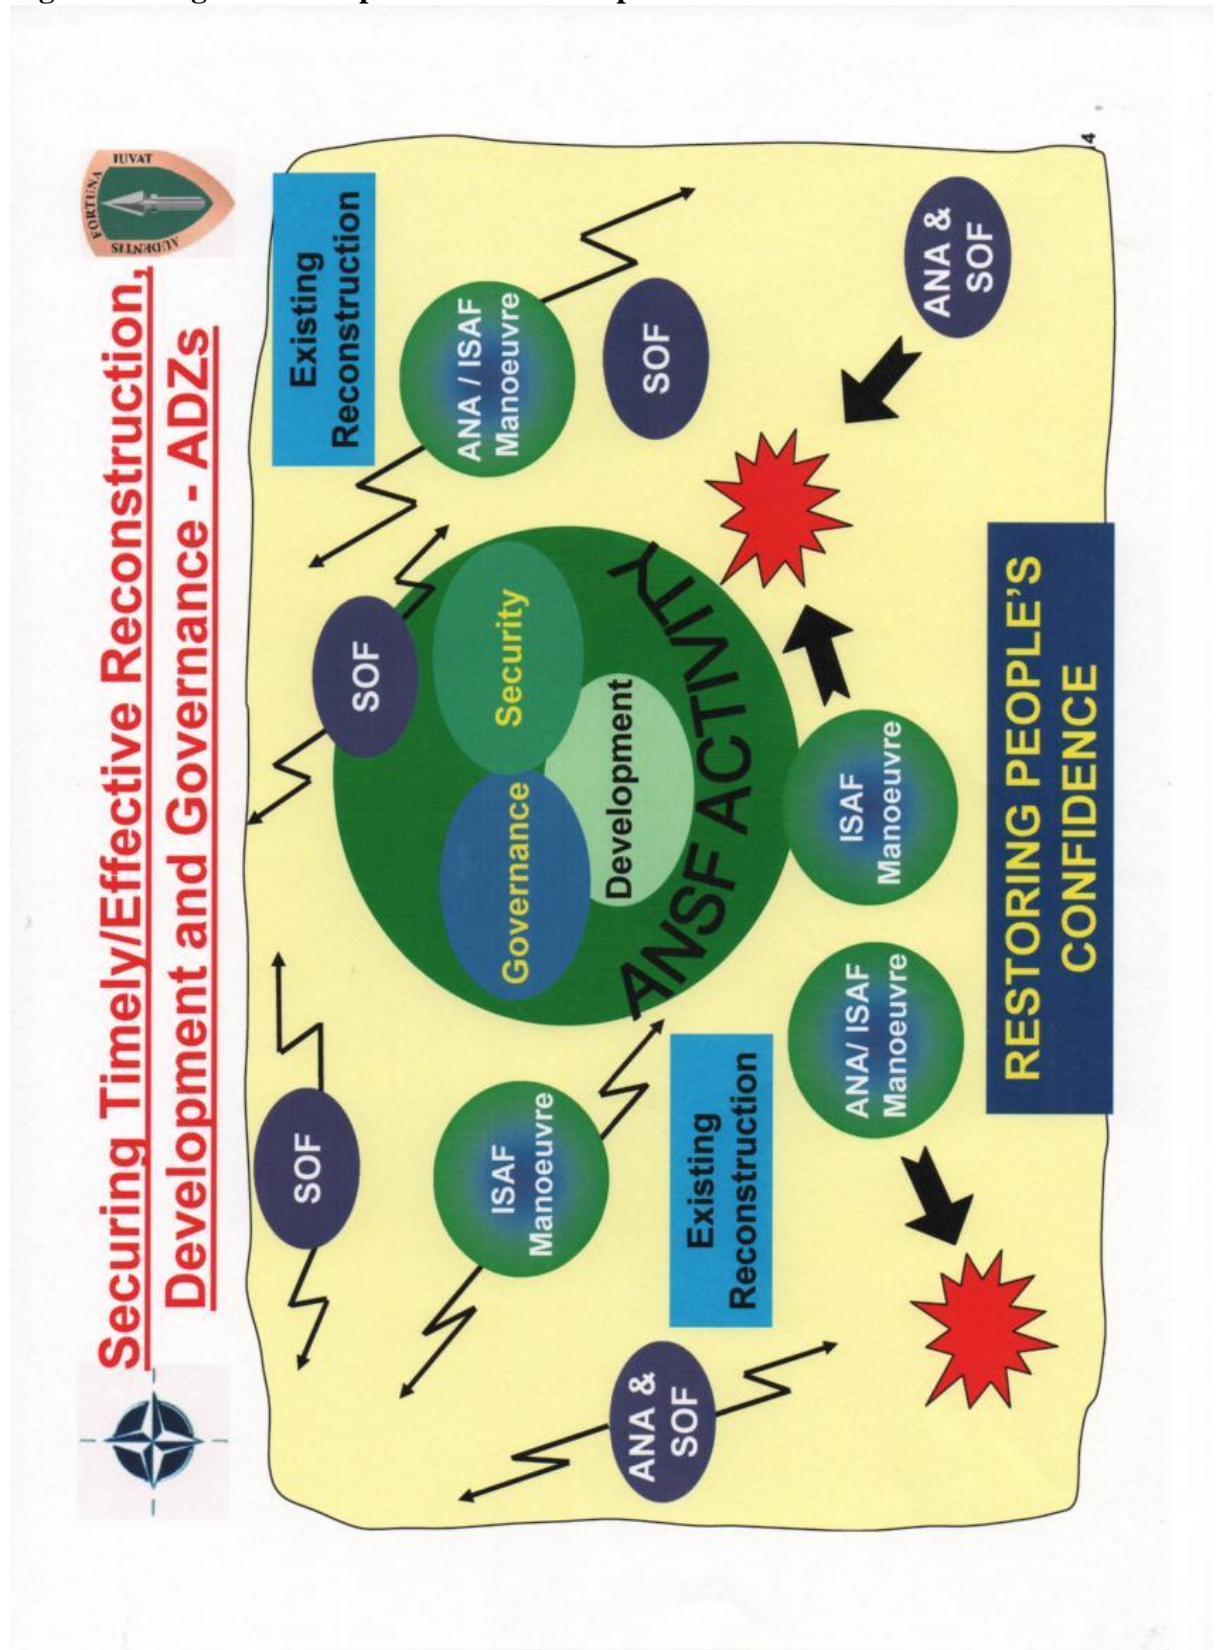 Securing Timely/Effective Reconstruction,
Development and Governance - ADZs
AUDENTIS FORTUNA IUVAT
SOF
SOF
Existing
Reconstruction
ISAF
Manoeuvre
Governance
Security
Development
ANSF ACTIVITY
ANA / ISAF
Manoeuvre
SOF
ANA &
SOF
Existing
Reconstruction
ANA/ ISAF
Manoeuvre
ISAF
Manoeuvre
ANA &
SOF
RESTORING PEOPLE'S
CONFIDENCE
4